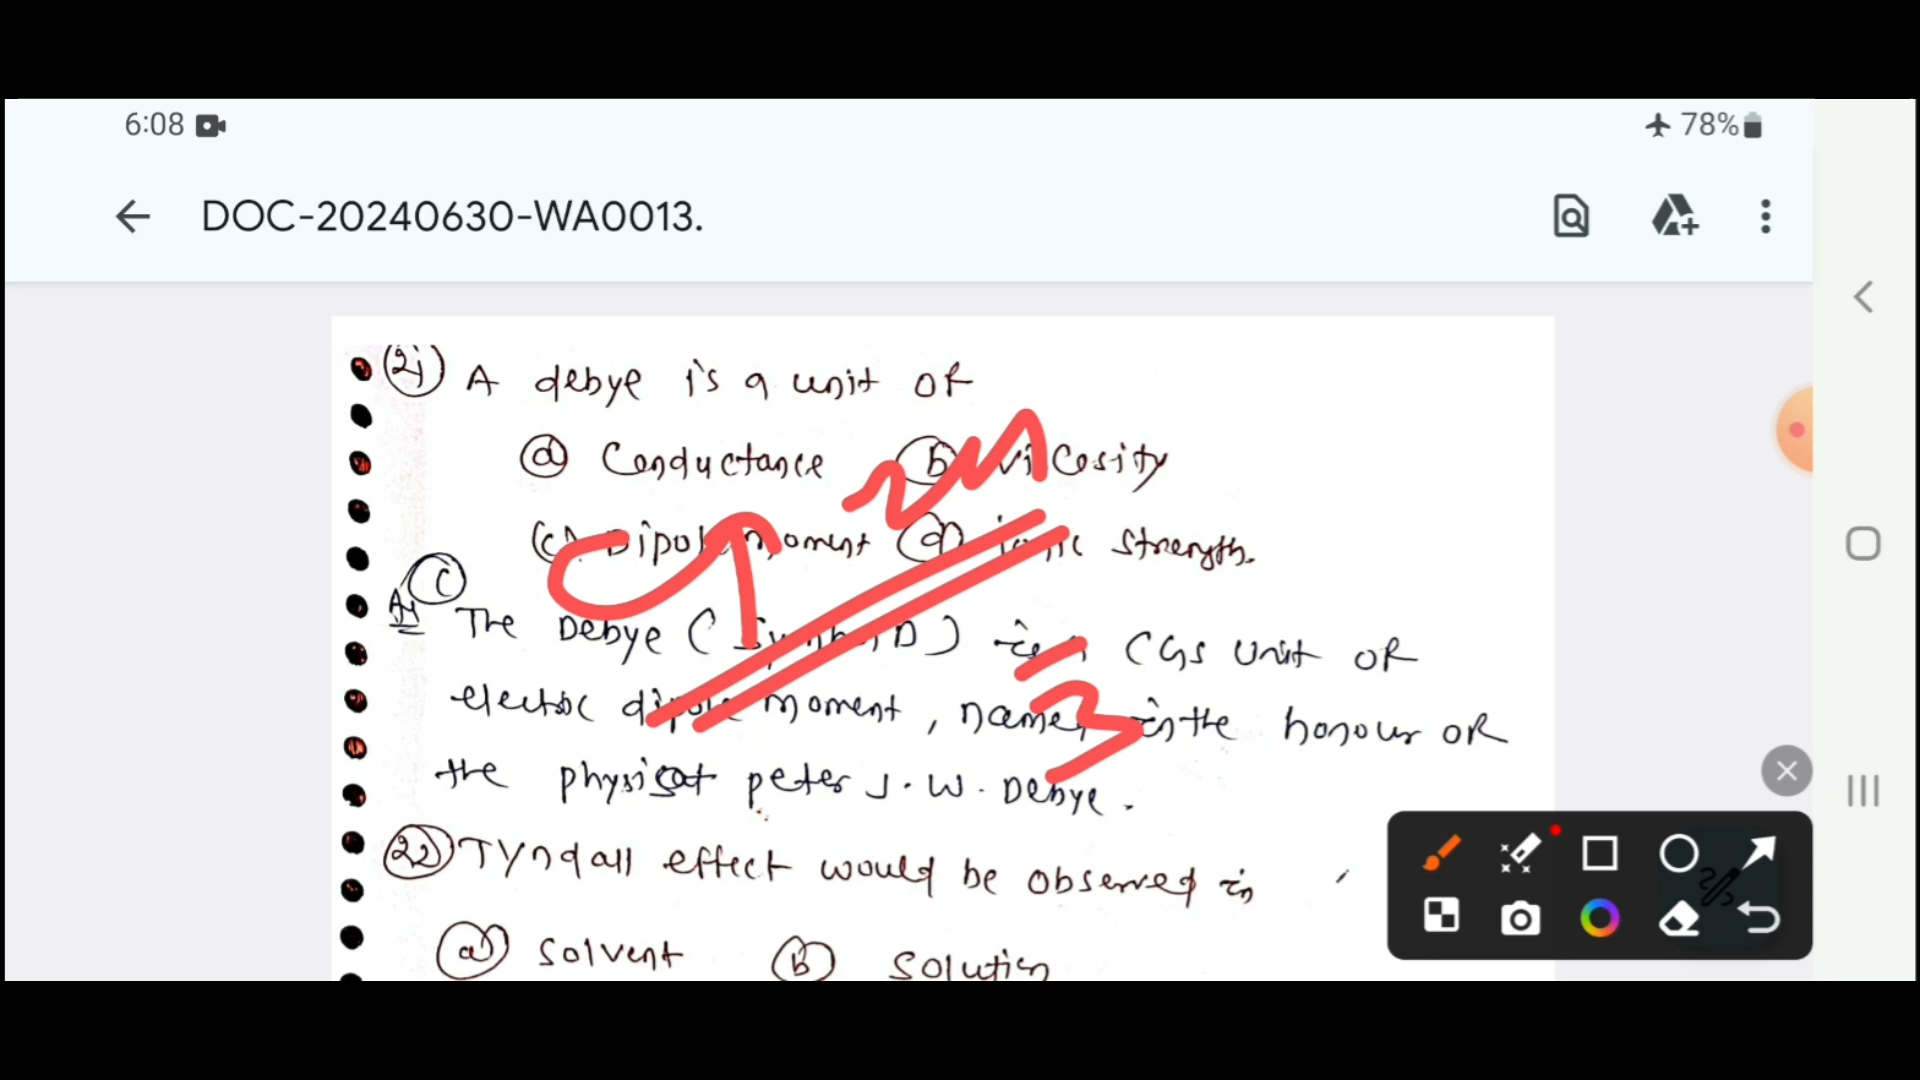 6:08 78%
DOC-20240630-WA0013.
21 A debye is a unit of
(a) Conductance (b) Vicosity
(c) Dipole moment (d) ionic strength.
Ans (C) The Debye (Symbol D) is a CGS Unit of
electric dipole moment, named in the honour of
the physicst peter J. W. Debye.
22 Tyndall effect would be observed in
(a) Solvent (b) Solution